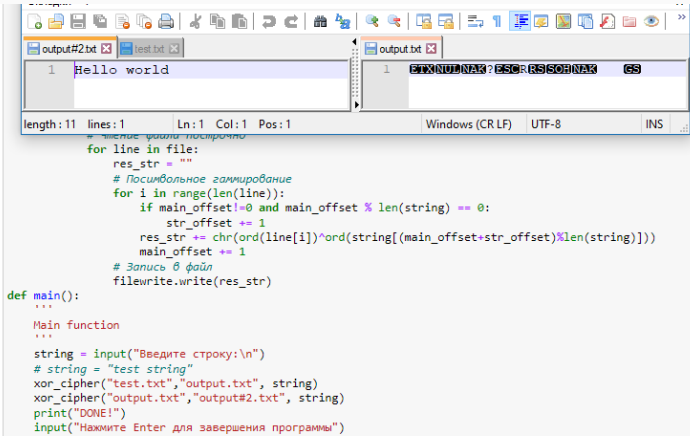 output#2.txt
test.txt
output.txt
1 Hello world
1 ETX NUL NAK ? ESC R RS SOH NAK GS
length : 11 lines : 1 Ln : 1 Col : 1 Pos : 1 Windows (CR LF) UTF-8 INS
# Чтение файла построчно
for line in file:
res_str = ""
# Посимвольное гаммирование
for i in range(len(line)):
if main_offset!=0 and main_offset % len(string) == 0:
str_offset += 1
res_str += chr(ord(line[i])^ord(string[(main_offset+str_offset)%len(string)]))
main_offset += 1
# Запись в файл
filewrite.write(res_str)
def main():
'''
Main function
'''
string = input("Введите строку:\n")
# string = "test string"
xor_cipher("test.txt","output.txt", string)
xor_cipher("output.txt","output#2.txt", string)
print("DONE!")
input("Нажмите Enter для завершения программы")